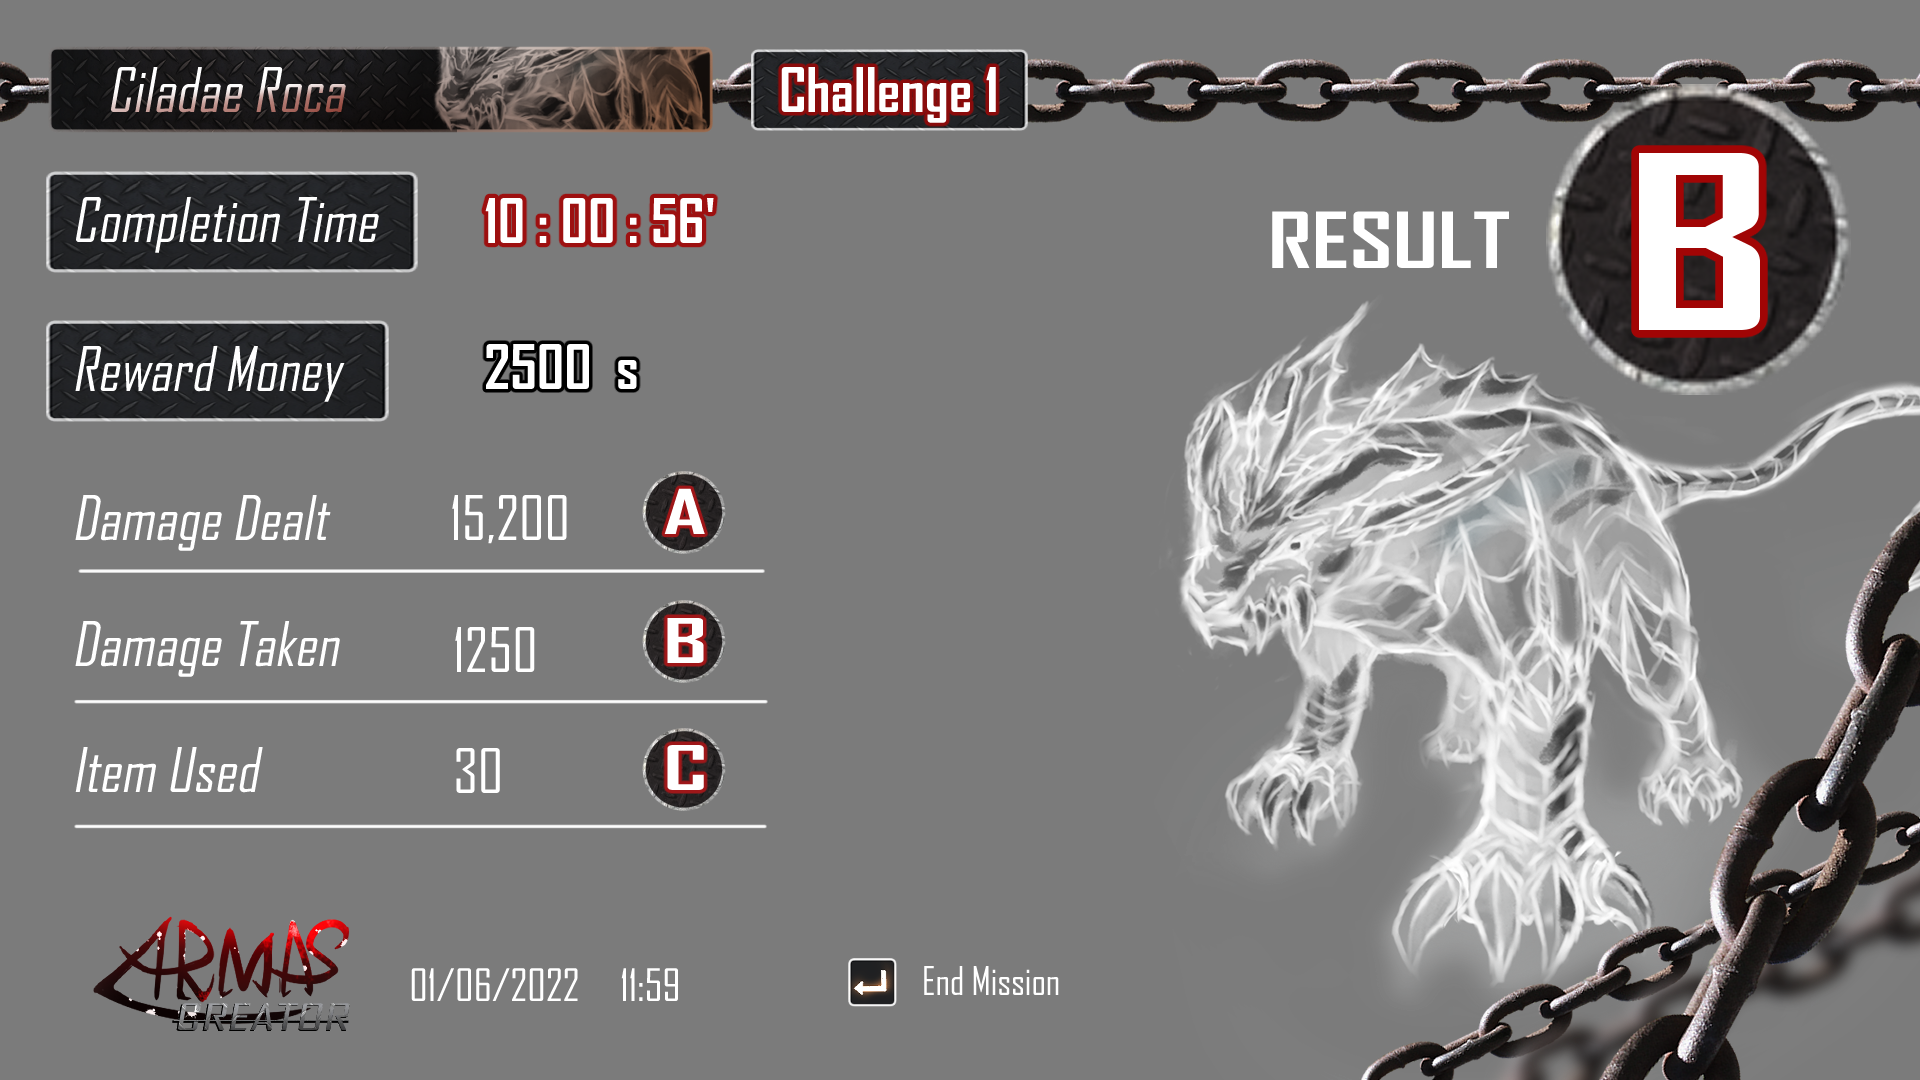 Ciladae Roca
Challenge 1
Completion Time
10 : 00 : 56'
RESULT
B
Reward Money
2500 s
Damage Dealt 15,200 A
Damage Taken 1250 B
Item Used 30 C
ARMAS
CREATOR
01/06/2022 11:59
End Mission